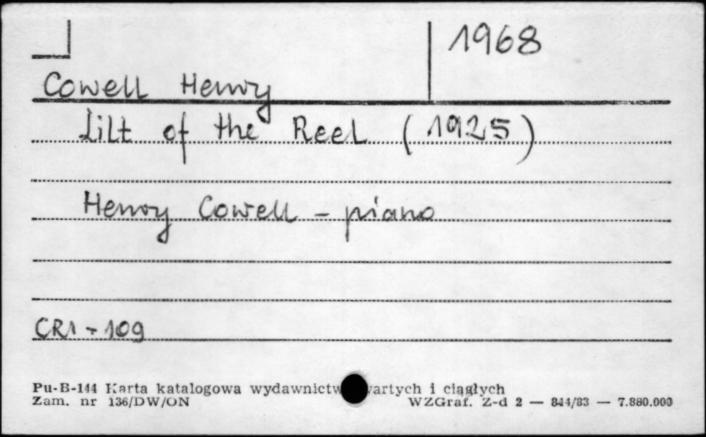 1968
Cowell Henry
Lilt of the Reel (1925)
Henry Cowell - piano
CRI - 109
Pu-B-144 Karta katalogowa wydawnictw wartych i ciągłych
Zam. nr 136/DW/ON WZGraf. Z-d 2 — 844/83 — 7.880.000